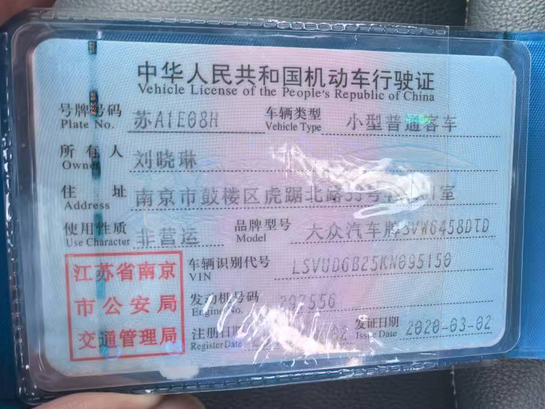 中华人民共和国机动车行驶证
Vehicle License of the People's Republic of China
号牌号码 苏A1E08H 车辆类型 小型普通客车
Plate No. Vehicle Type
所有人 刘晓琳
Owner
住址 南京市鼓楼区虎踞北路 室
Address
使用性质 非营运 品牌型号 大众汽车牌SVW6458DTD
Use Character Model
江苏省南京
市公安局
交通管理局
车辆识别代号
VIN LSVUD6B25KN095150
发动机号码
Engine No.
注册日期 发证日期 2020-03-02
Register Date Issue Date